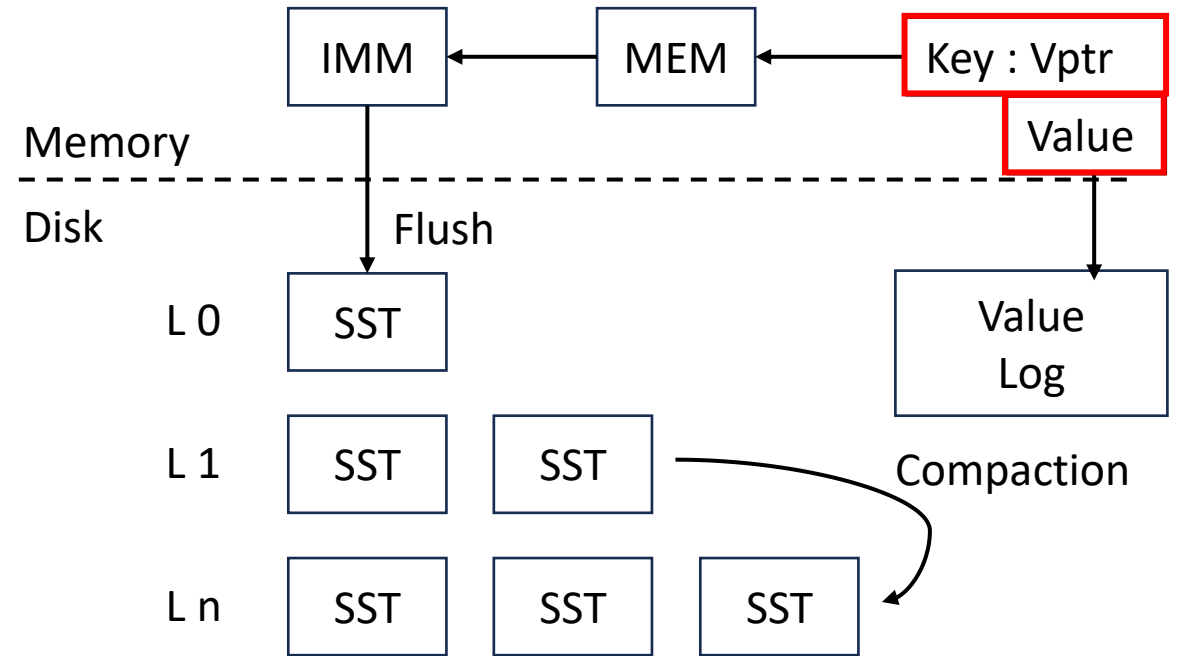 IMM
MEM
Key : Vptr
Value
Memory
Disk
Flush
L 0
SST
Value
Log
L 1
SST
SST
Compaction
L n
SST
SST
SST